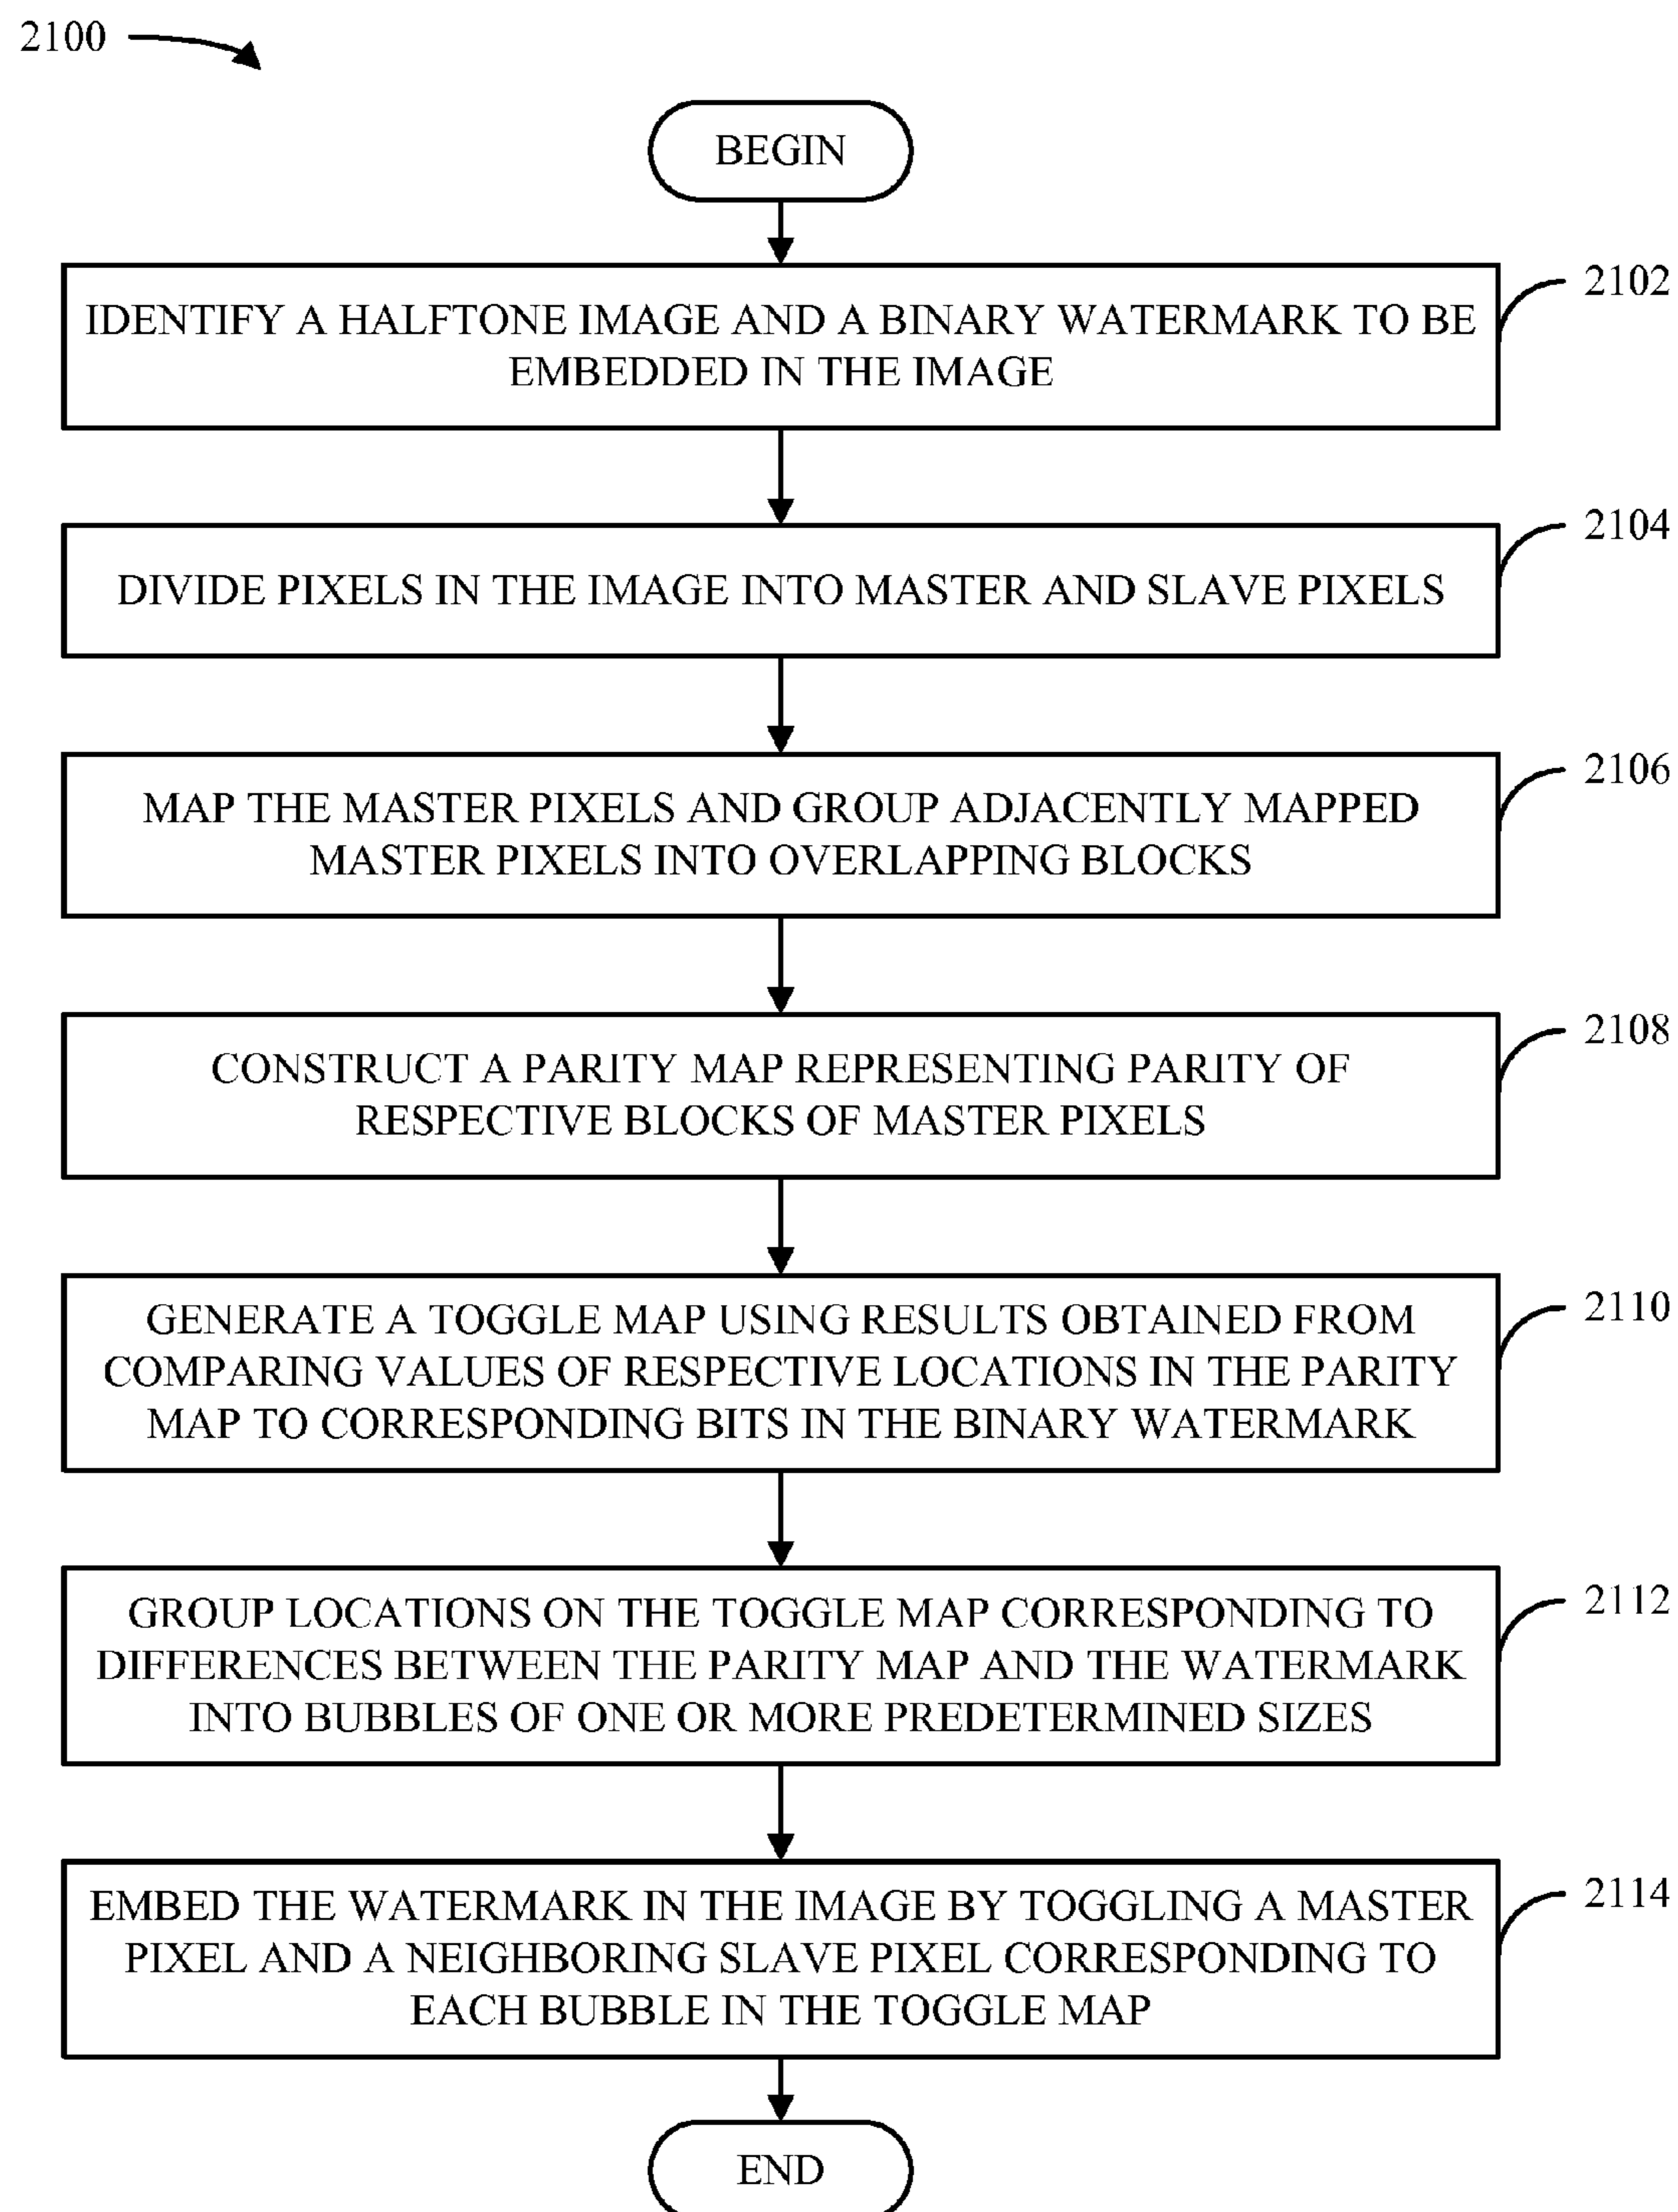 2100
BEGIN
IDENTIFY A HALFTONE IMAGE AND A BINARY WATERMARK TO BE
EMBEDDED IN THE IMAGE
2102
DIVIDE PIXELS IN THE IMAGE INTO MASTER AND SLAVE PIXELS
2104
MAP THE MASTER PIXELS AND GROUP ADJACENTLY MAPPED
MASTER PIXELS INTO OVERLAPPING BLOCKS
2106
CONSTRUCT A PARITY MAP REPRESENTING PARITY OF
RESPECTIVE BLOCKS OF MASTER PIXELS
2108
GENERATE A TOGGLE MAP USING RESULTS OBTAINED FROM
COMPARING VALUES OF RESPECTIVE LOCATIONS IN THE PARITY
MAP TO CORRESPONDING BITS IN THE BINARY WATERMARK
2110
GROUP LOCATIONS ON THE TOGGLE MAP CORRESPONDING TO
DIFFERENCES BETWEEN THE PARITY MAP AND THE WATERMARK
INTO BUBBLES OF ONE OR MORE PREDETERMINED SIZES
2112
EMBED THE WATERMARK IN THE IMAGE BY TOGGLING A MASTER
PIXEL AND A NEIGHBORING SLAVE PIXEL CORRESPONDING TO
EACH BUBBLE IN THE TOGGLE MAP
2114
END